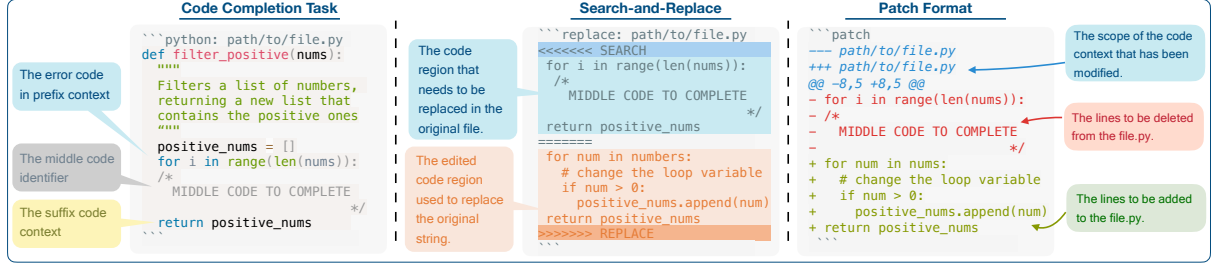 Code Completion Task
The error code
in prefix context
The middle code
identifier
The suffix code
context
```python: path/to/file.py
def filter_positive(nums):
"""
Filters a list of numbers,
returning a new list that
contains the positive ones
"""
positive_nums = []
for i in range(len(nums)):
/*
MIDDLE CODE TO COMPLETE
*/
return positive_nums
```
Search-and-Replace
The code
region that
needs to be
replaced in the
original file.
The edited
code region
used to replace
the original
string.
```replace: path/to/file.py
<<<<<<< SEARCH
for i in range(len(nums)):
/*
MIDDLE CODE TO COMPLETE
*/
return positive_nums
=======
for num in numbers:
# change the loop variable
if num > 0:
positive_nums.append(num)
return positive_nums
>>>>>>> REPLACE
```
Patch Format
```patch
--- path/to/file.py
+++ path/to/file.py
@@ -8,5 +8,5 @@
- for i in range(len(nums)):
- /*
- MIDDLE CODE TO COMPLETE
- */
+ for num in nums:
+ # change the loop variable
+ if num > 0:
+ positive_nums.append(num)
+ return positive_nums
```
The scope of the code
context that has been
modified.
The lines to be deleted
from the file.py.
The lines to be added
to the file.py.